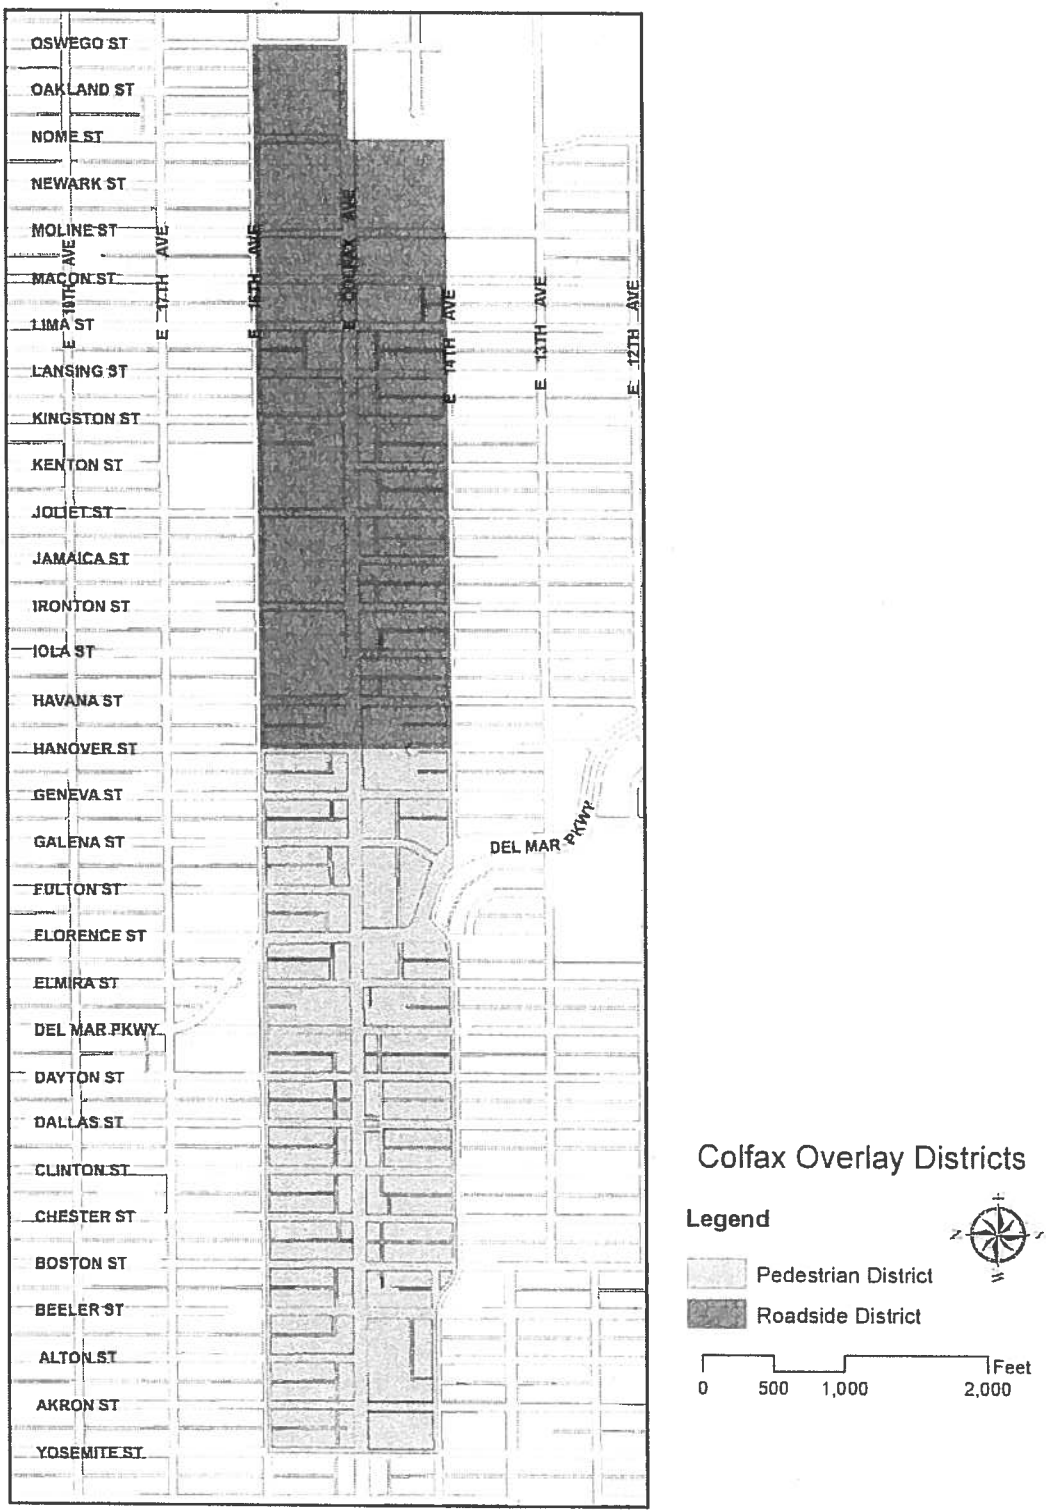 OSWEGO ST
OAKLAND ST
NOME ST
NEWARK ST
MOLINE ST
MACON ST
LIMA ST
LANSING ST
KINGSTON ST
KENTON ST
JOLIET ST
JAMAICA ST
IRONTON ST
IOLA ST
HAVANA ST
HANOVER ST
GENEVA ST
GALENA ST
FULTON ST
FLORENCE ST
ELMIRA ST
DEL MAR PKWY
DAYTON ST
DALLAS ST
CLINTON ST
CHESTER ST
BOSTON ST
BEELER ST
ALTON ST
AKRON ST
YOSEMITE ST
E 19TH AVE
E 17TH AVE
E 16TH AVE
E COLFAX AVE
E 14TH AVE
E 13TH AVE
E 12TH AVE
DEL MAR PKWY
Colfax Overlay Districts
Legend
Pedestrian District
Roadside District
N
E
S
W
Feet
0 500 1,000 2,000